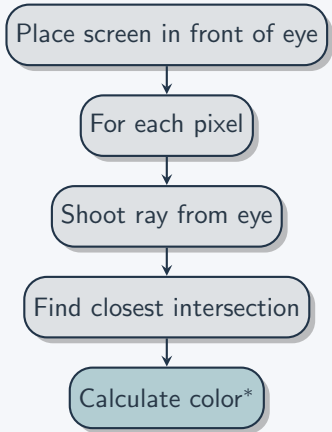 Place screen in front of eye
For each pixel
Shoot ray from eye
Find closest intersection
Calculate color*